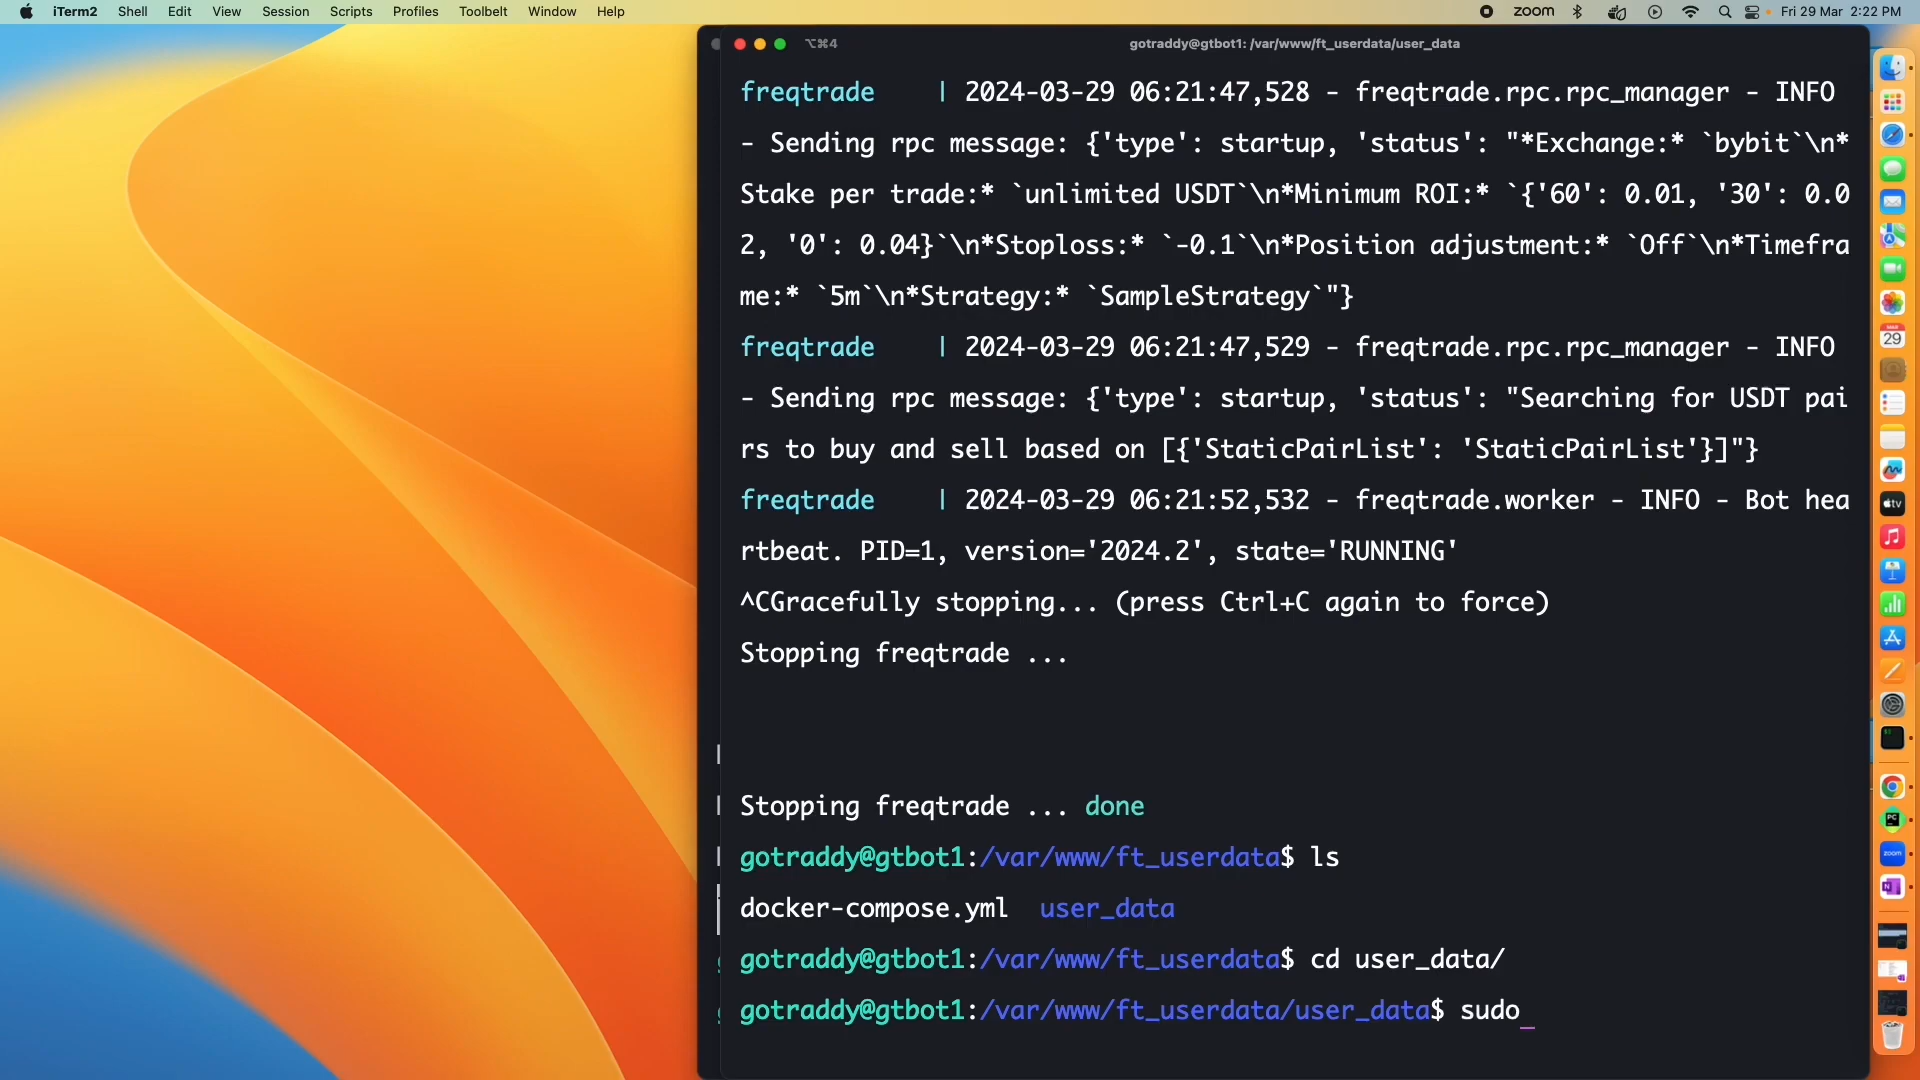 iTerm2 Shell Edit View Session Scripts Profiles Toolbelt Window Help zoom Fri 29 Mar 2:22 PM
⌥⌘4 gotraddy@gtbot1: /var/www/ft_userdata/user_data
freqtrade | 2024-03-29 06:21:47,528 - freqtrade.rpc.rpc_manager - INFO
- Sending rpc message: {'type': startup, 'status': "*Exchange:* `bybit`\n*
Stake per trade:* `unlimited USDT`\n*Minimum ROI:* `{'60': 0.01, '30': 0.0
2, '0': 0.04}`\n*Stoploss:* `-0.1`\n*Position adjustment:* `Off`\n*Timefra
me:* `5m`\n*Strategy:* `SampleStrategy`"}
freqtrade | 2024-03-29 06:21:47,529 - freqtrade.rpc.rpc_manager - INFO
- Sending rpc message: {'type': startup, 'status': "Searching for USDT pai
rs to buy and sell based on [{'StaticPairList': 'StaticPairList'}]"}
freqtrade | 2024-03-29 06:21:52,532 - freqtrade.worker - INFO - Bot hea
rtbeat. PID=1, version='2024.2', state='RUNNING'
^CGracefully stopping... (press Ctrl+C again to force)
Stopping freqtrade ...
Stopping freqtrade ... done
gotraddy@gtbot1:/var/www/ft_userdata$ ls
docker-compose.yml user_data
gotraddy@gtbot1:/var/www/ft_userdata$ cd user_data/
gotraddy@gtbot1:/var/www/ft_userdata/user_data$ sudo
29
tv
PC
zoom
N